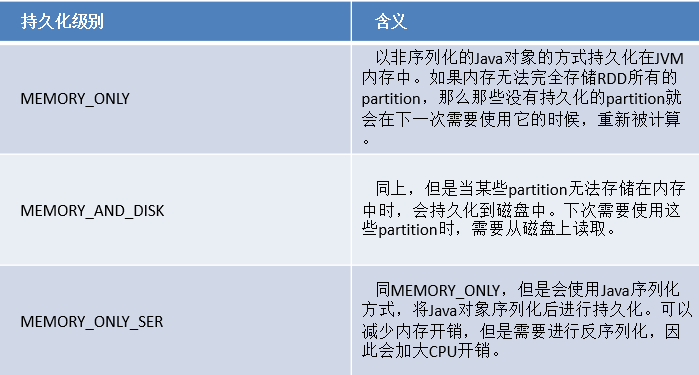 持久化级别
含义
MEMORY_ONLY
以非序列化的Java对象的方式持久化在JVM
内存中。如果内存无法完全存储RDD所有的
partition，那么那些没有持久化的partition就
会在下一次需要使用它的时候，重新被计算
。
MEMORY_AND_DISK
同上，但是当某些partition无法存储在内存
中时，会持久化到磁盘中。下次需要使用这
些partition时，需要从磁盘上读取。
MEMORY_ONLY_SER
同MEMORY_ONLY，但是会使用Java序列化
方式，将Java对象序列化后进行持久化。可以
减少内存开销，但是需要进行反序列化，因
此会加大CPU开销。